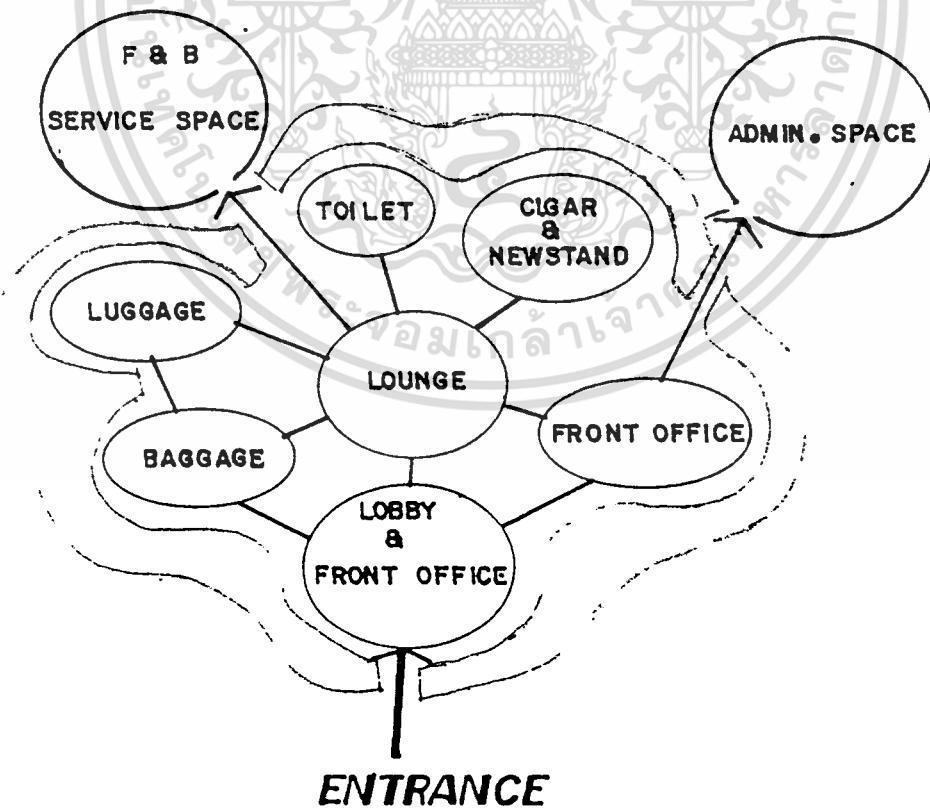 F & B
SERVICE SPACE
ADMIN. SPACE
TOILET
CIGAR
&
NEWSTAND
LUGGAGE
LOUNGE
BAGGAGE
FRONT OFFICE
LOBBY
&
FRONT OFFICE
ENTRANCE